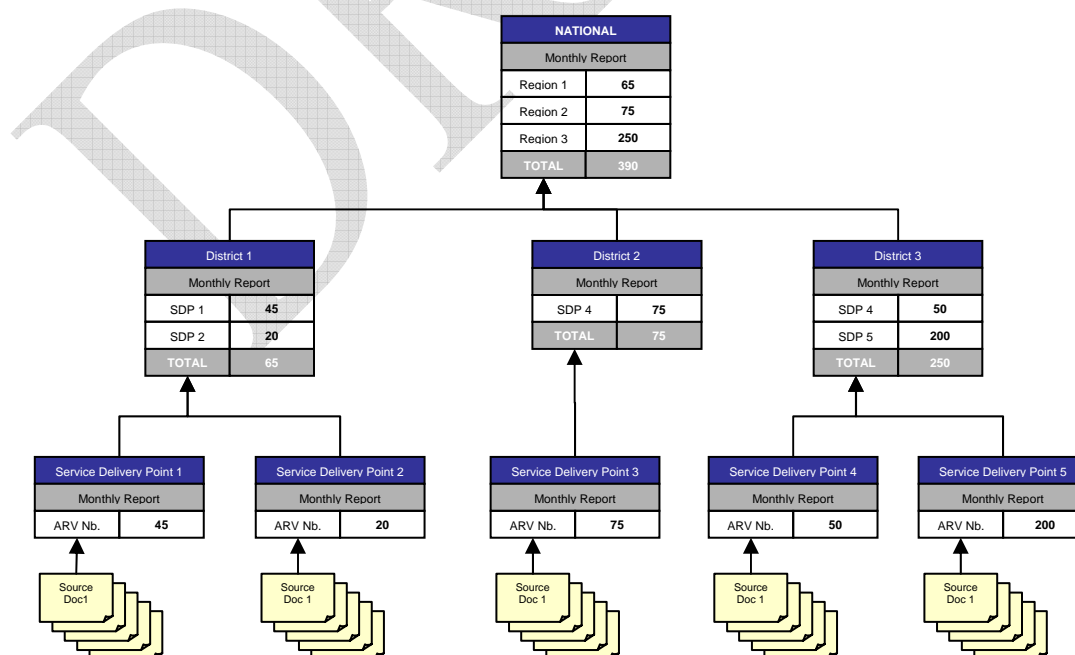 NATIONAL
Monthly Report
Region 1 65
Region 2 75
Region 3 250
TOTAL 390
District 1
Monthly Report
SDP 1 45
SDP 2 20
TOTAL 65
District 2
Monthly Report
SDP 4 75
TOTAL 75
District 3
Monthly Report
SDP 4 50
SDP 5 200
TOTAL 250
Service Delivery Point 1
Monthly Report
ARV Nb. 45
Service Delivery Point 2
Monthly Report
ARV Nb. 20
Service Delivery Point 3
Monthly Report
ARV Nb. 75
Service Delivery Point 4
Monthly Report
ARV Nb. 50
Service Delivery Point 5
Monthly Report
ARV Nb. 200
Source
Doc1
Source
Doc 1
Source
Doc 1
Source
Doc 1
Source
Doc 1